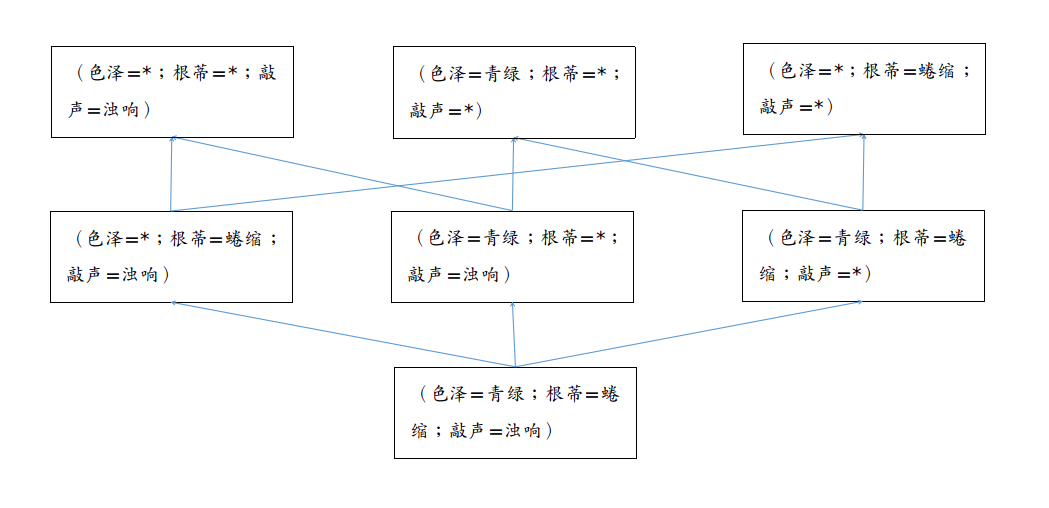 （色泽=*；根蒂=*；敲
声=浊响）
（色泽=青绿；根蒂=*；
敲声=*）
（色泽=*；根蒂=蜷缩；
敲声=*）
（色泽=*；根蒂=蜷缩；
敲声=浊响）
（色泽=青绿；根蒂=*；
敲声=浊响）
（色泽=青绿；根蒂=蜷
缩；敲声=*）
（色泽=青绿；根蒂=蜷
缩；敲声=浊响）